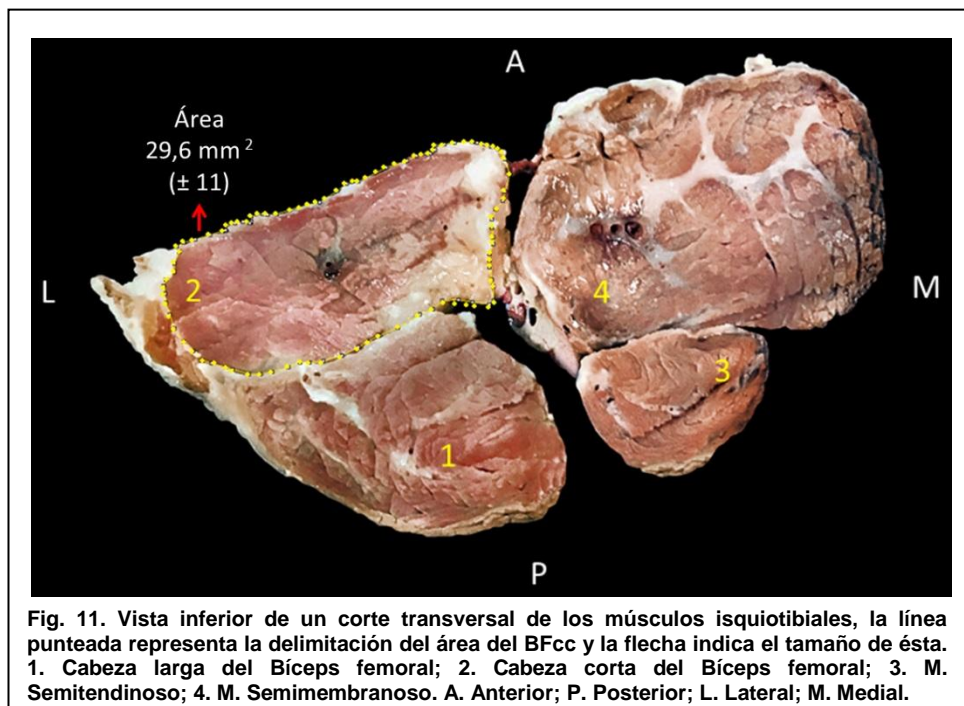 A
Área
29,6 mm²
(± 11)
L
2
4
M
3
1
P
Fig. 11. Vista inferior de un corte transversal de los músculos isquiotibiales, la línea
punteada representa la delimitación del área del BFcc y la flecha indica el tamaño de ésta.
1. Cabeza larga del Bíceps femoral; 2. Cabeza corta del Bíceps femoral; 3. M.
Semitendinoso; 4. M. Semimembranoso. A. Anterior; P. Posterior; L. Lateral; M. Medial.